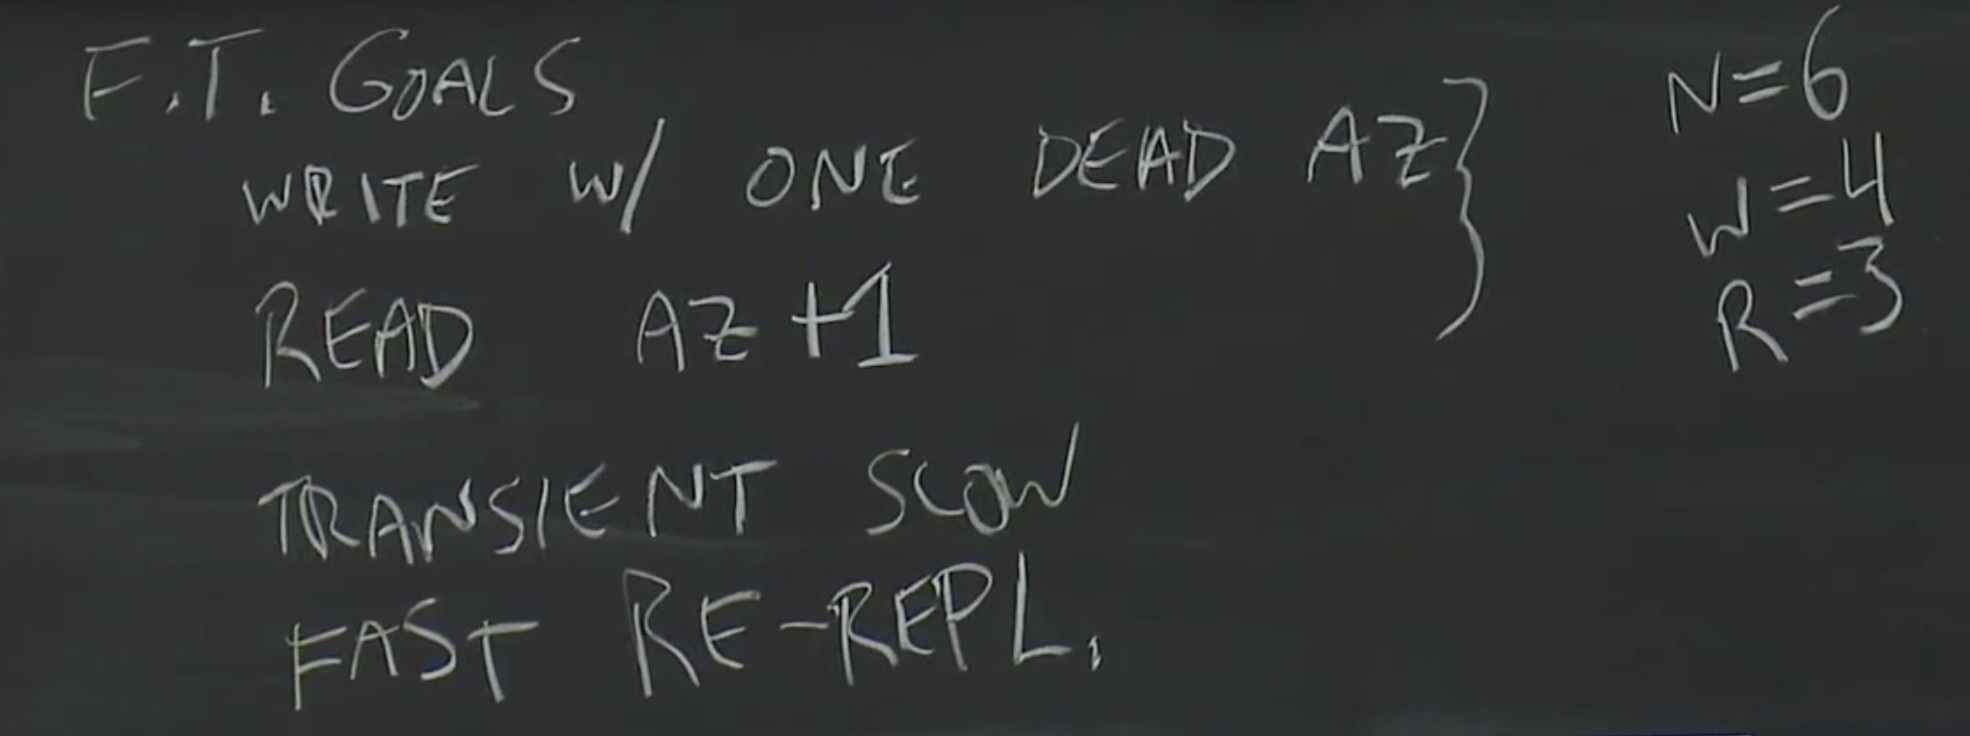 F.T. GOALS
WRITE W/ ONE DEAD AZ }
READ AZ +1
TRANSIENT SLOW
FAST RE-REPL.
N=6
W=4
R=3